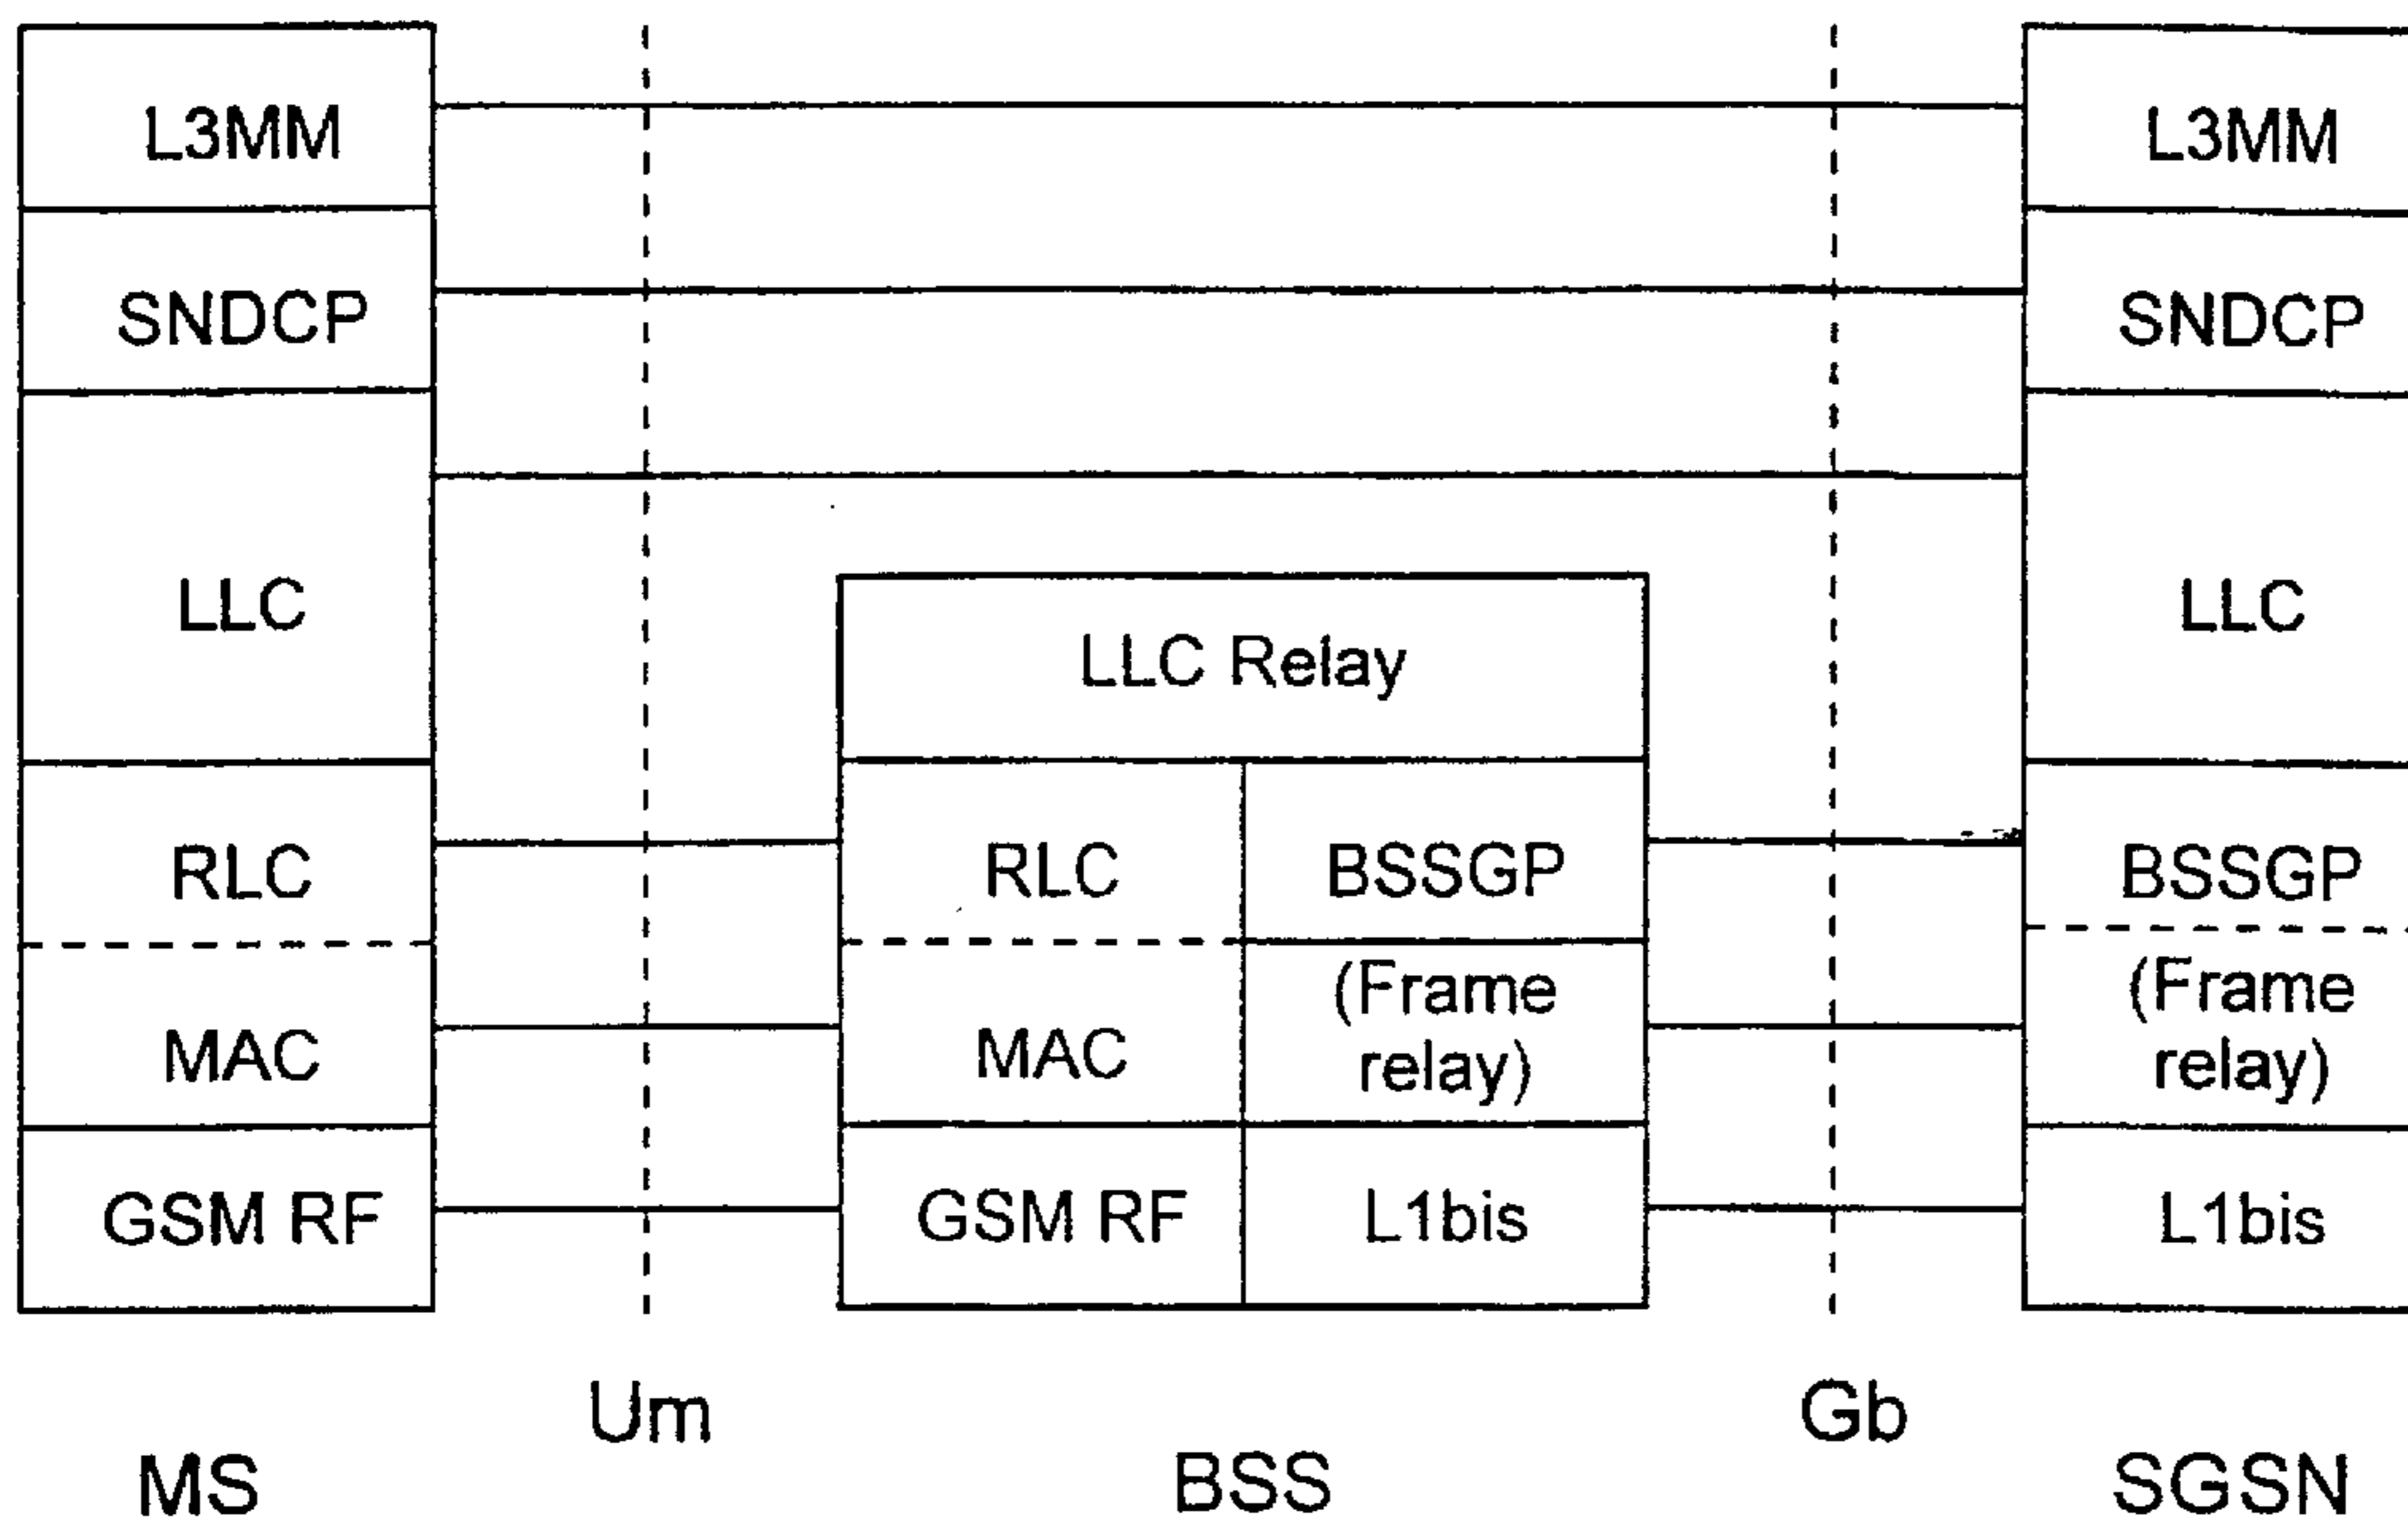 L3MM
L3MM
SNDCP
SNDCP
LLC
LLC
LLC Relay
RLC
RLC
BSSGP
BSSGP
MAC
MAC
(Frame
relay)
(Frame
relay)
GSM RF
GSM RF
L1bis
L1bis
Um
Gb
MS
BSS
SGSN